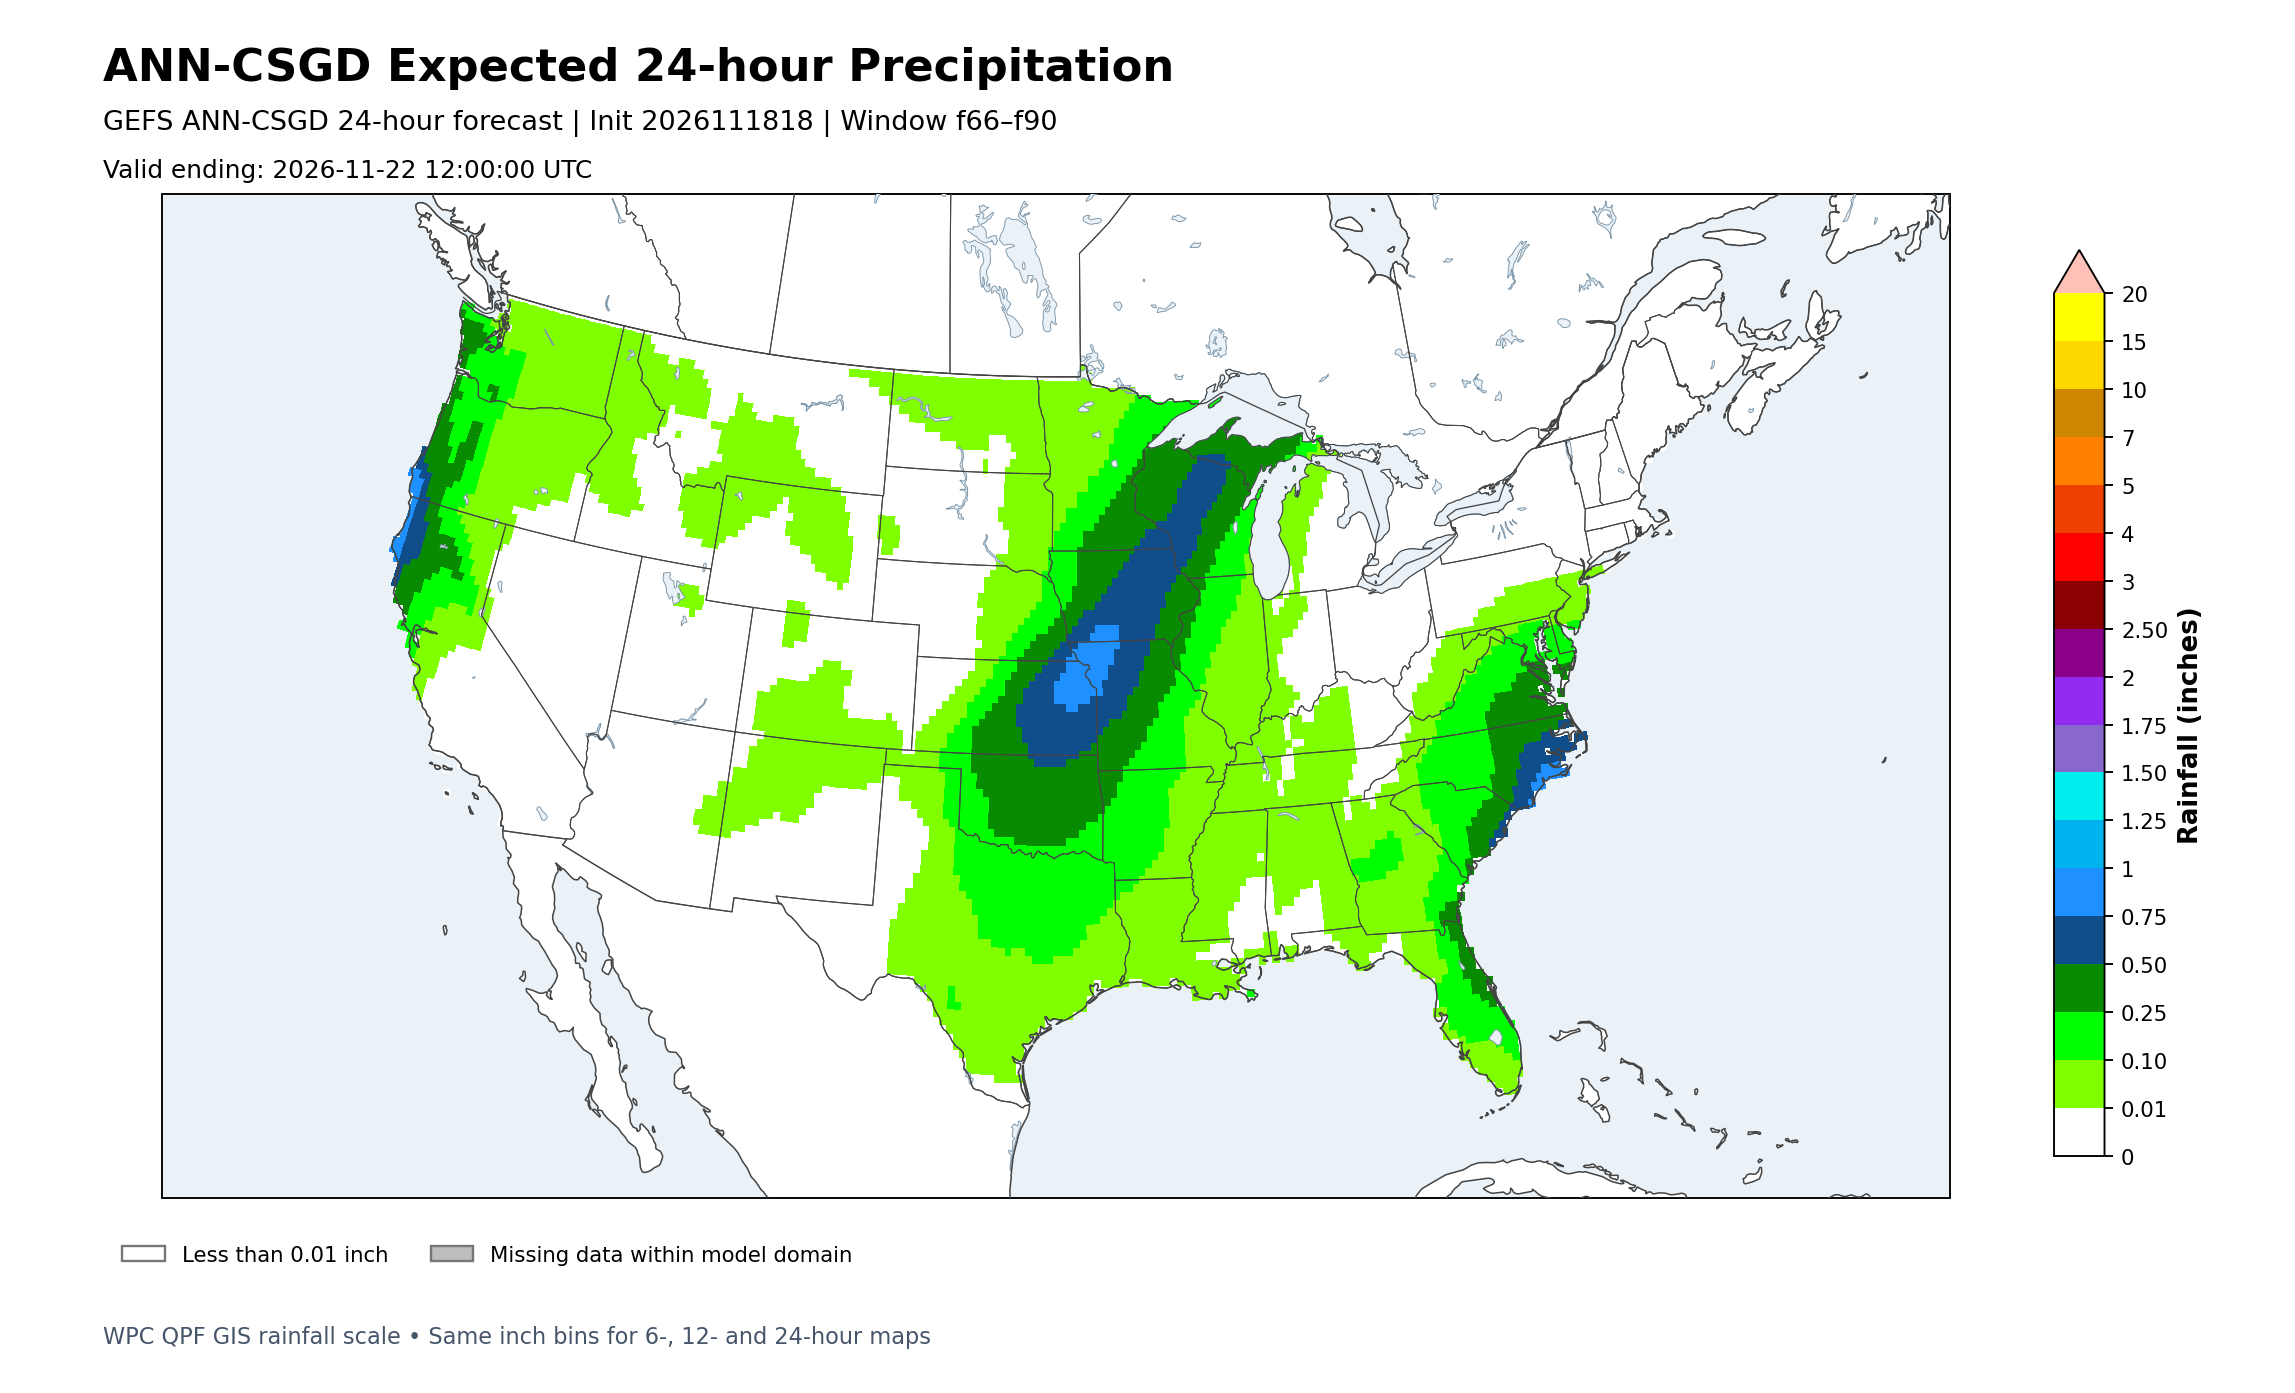 ANN-CSGD Expected 24-hour Precipitation
GEFS ANN-CSGD 24-hour forecast | Init 2026111818 | Window f66–f90
Valid ending: 2026-11-22 12:00:00 UTC
20
15
10
7
5
4
3
2.50
2
1.75
1.50
1.25
1
0.75
0.50
0.25
0.10
0.01
0
Rainfall (inches)
Less than 0.01 inch
Missing data within model domain
WPC QPF GIS rainfall scale • Same inch bins for 6-, 12- and 24-hour maps